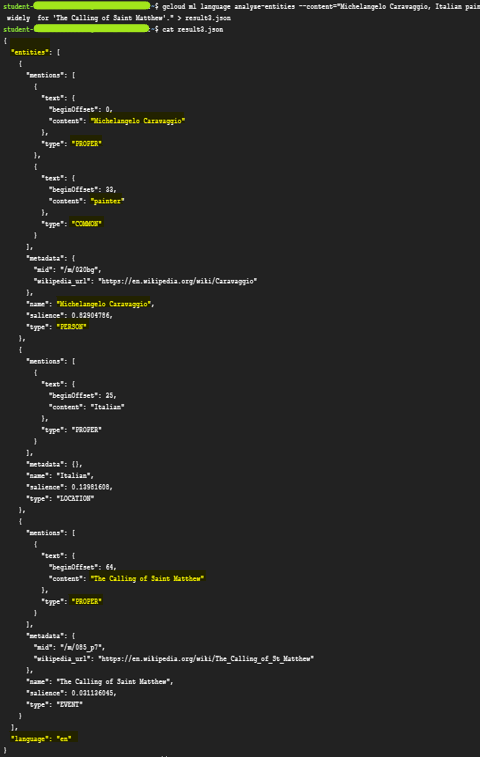 student-~$ gcloud ml language analyse-entities --content="Michelangelo Caravaggio, Italian pain
widely for 'The Calling of Saint Matthew'." > result3.json
student-~$ cat result3.json
{
"entities": [
{
"mentions": [
{
"text": {
"beginOffset": 0,
"content": "Michelangelo Caravaggio"
},
"type": "PROPER"
},
{
"text": {
"beginOffset": 33,
"content": "painter"
},
"type": "COMMON"
}
],
"metadata": {
"mid": "/m/020bg",
"wikipedia_url": "https://en.wikipedia.org/wiki/Caravaggio"
},
"name": "Michelangelo Caravaggio",
"salience": 0.82904786,
"type": "PERSON"
},
{
"mentions": [
{
"text": {
"beginOffset": 25,
"content": "Italian"
},
"type": "PROPER"
}
],
"metadata": {},
"name": "Italian",
"salience": 0.13981608,
"type": "LOCATION"
},
{
"mentions": [
{
"text": {
"beginOffset": 64,
"content": "The Calling of Saint Matthew"
},
"type": "PROPER"
}
],
"metadata": {
"mid": "/m/085_p7",
"wikipedia_url": "https://en.wikipedia.org/wiki/The_Calling_of_St_Matthew"
},
"name": "The Calling of Saint Matthew",
"salience": 0.031136045,
"type": "EVENT"
}
],
"language": "en"
}